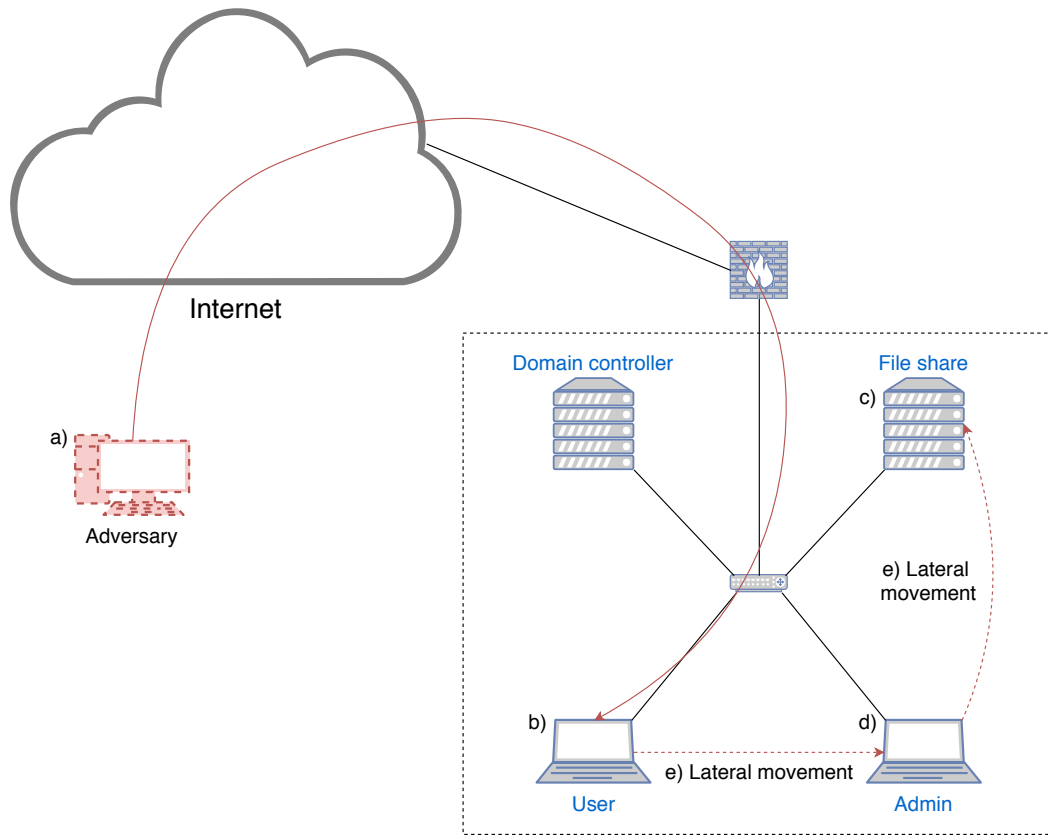 Internet
Domain controller
File share
c)
a)
Adversary
e) Lateral
movement
b)
d)
e) Lateral movement
User
Admin